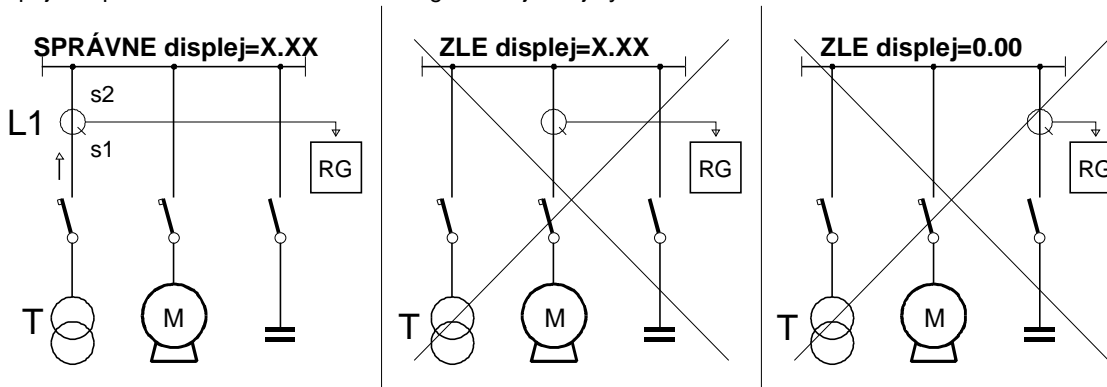 SPRÁVNE displej=X.XX
s2
L1
s1
RG
T
M
ZLE displej=X.XX
RG
T
M
ZLE displej=0.00
RG
T
M